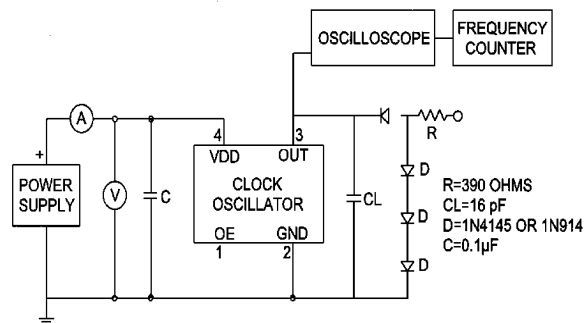 OSCILLOSCOPE
FREQUENCY
COUNTER
A
4
3
R
VDD
OUT
+
POWER
SUPPLY
V
C
CLOCK
OSCILLATOR
CL
D
D
D
R=390 OHMS
CL=16 pF
D=1N4145 OR 1N914
C=0.1µF
OE
GND
1
2